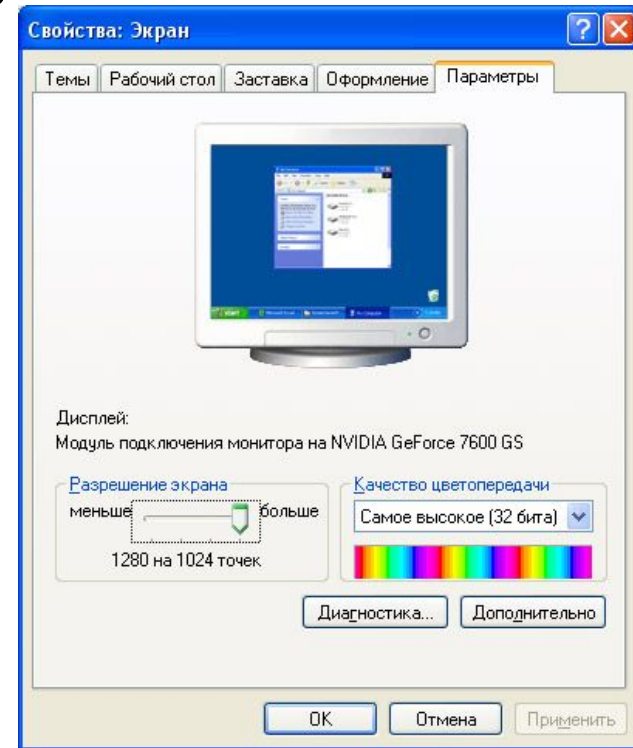 Свойства: Экран
Темы Рабочий стол Заставка Оформление Параметры
Дисплей:
Модуль подключения монитора на NVIDIA GeForce 7600 GS
Разрешение экрана Качество цветопередачи
меньше больше Самое высокое (32 бита)
1280 на 1024 точек
Диагностика... Дополнительно
OK Отмена Применить